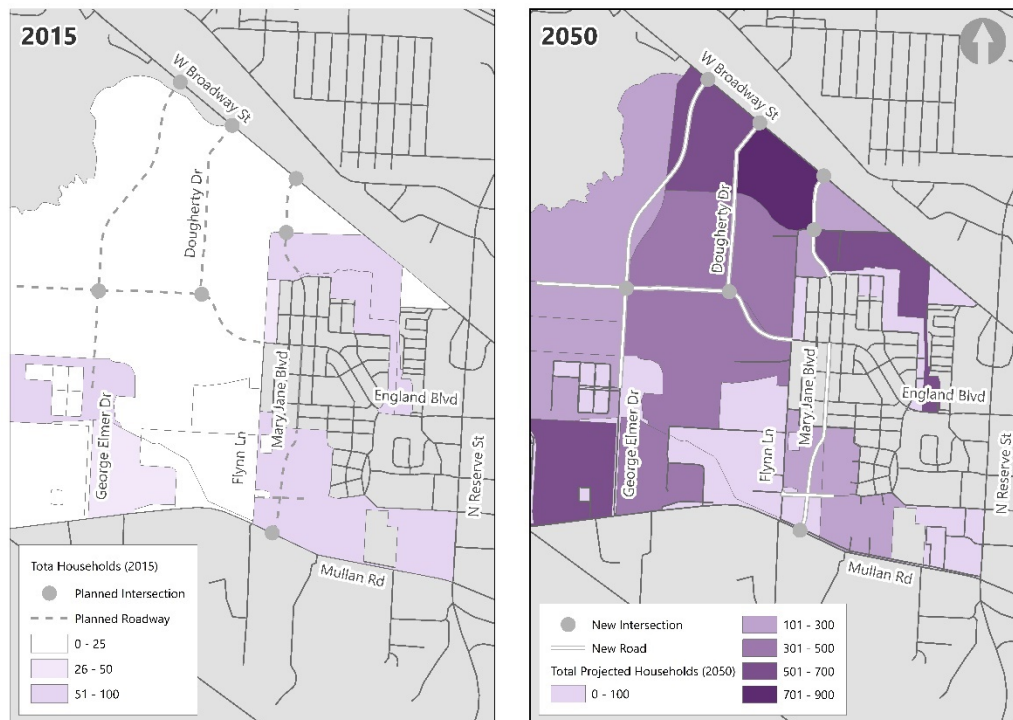 2015
W Broadway St
Dougherty Dr
Mary Jane Blvd
England Blvd
George Elmer Dr
Flynn Ln
N Reserve St
Mullan Rd
Tota Households (2015)
Planned Intersection
Planned Roadway
0 - 25
26 - 50
51 - 100
2050
W Broadway St
Dougherty Dr
Mary Jane Blvd
England Blvd
George Elmer Dr
Flynn Ln
N Reserve St
Mullan Rd
New Intersection
New Road
Total Projected Households (2050)
0 - 100
101 - 300
301 - 500
501 - 700
701 - 900